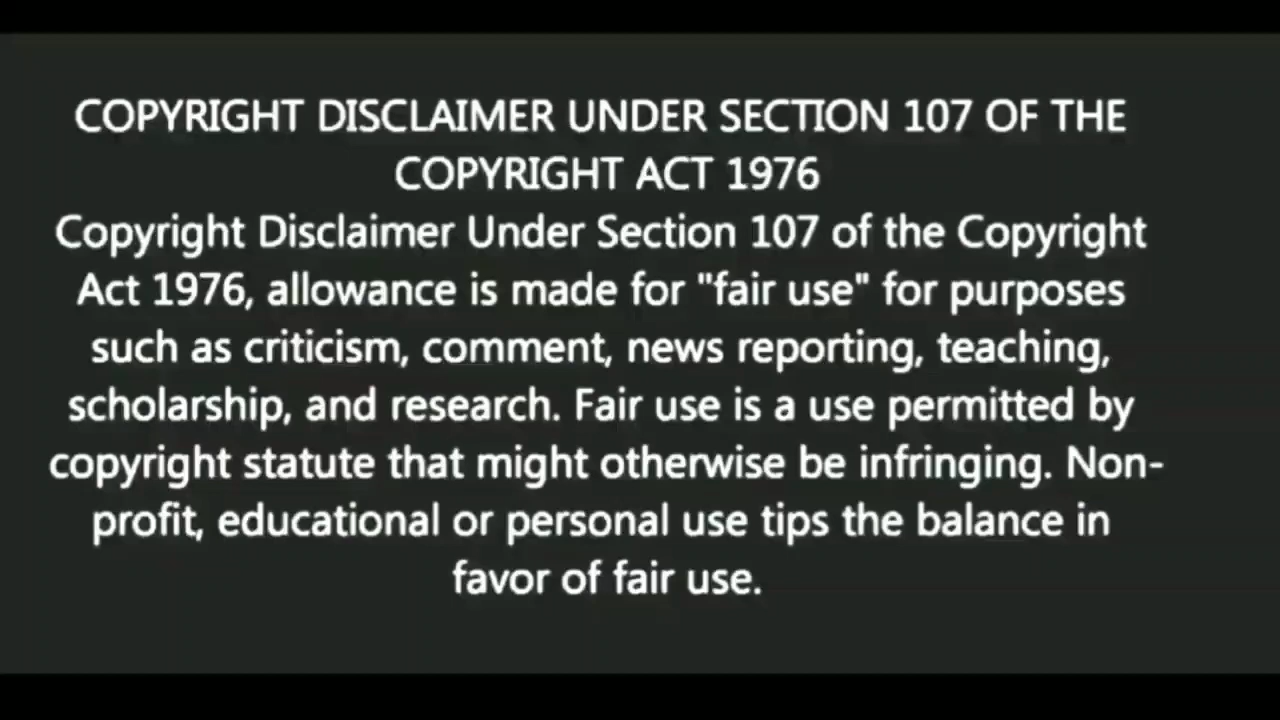 COPYRIGHT DISCLAIMER UNDER SECTION 107 OF THE
COPYRIGHT ACT 1976
Copyright Disclaimer Under Section 107 of the Copyright
Act 1976, allowance is made for "fair use" for purposes
such as criticism, comment, news reporting, teaching,
scholarship, and research. Fair use is a use permitted by
copyright statute that might otherwise be infringing. Non-
profit, educational or personal use tips the balance in
favor of fair use.